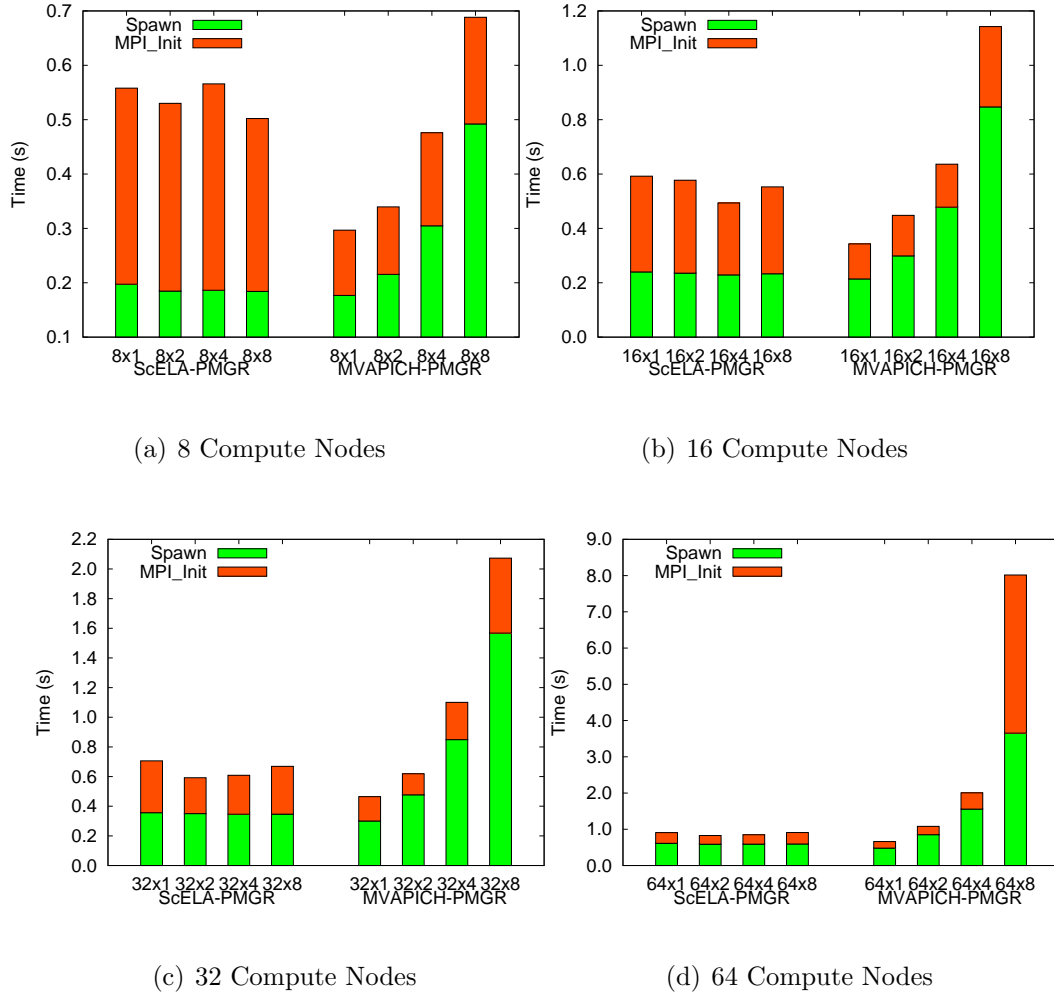 Spawn
MPI_Init
Time (s)
0.7
0.6
0.5
0.4
0.3
0.2
0.1
8x1 8x2 8x4 8x8 8x1 8x2 8x4 8x8
ScELA-PMGR MVAPICH-PMGR
(a) 8 Compute Nodes
Spawn
MPI_Init
Time (s)
1.2
1.0
0.8
0.6
0.4
0.2
0.0
16x1 16x2 16x4 16x8 16x1 16x2 16x4 16x8
ScELA-PMGR MVAPICH-PMGR
(b) 16 Compute Nodes
Spawn
MPI_Init
Time (s)
2.2
2.0
1.8
1.6
1.4
1.2
1.0
0.8
0.6
0.4
0.2
0.0
32x1 32x2 32x4 32x8 32x1 32x2 32x4 32x8
ScELA-PMGR MVAPICH-PMGR
(c) 32 Compute Nodes
Spawn
MPI_Init
Time (s)
9.0
8.0
7.0
6.0
5.0
4.0
3.0
2.0
1.0
0.0
64x1 64x2 64x4 64x8 64x1 64x2 64x4 64x8
ScELA-PMGR MVAPICH-PMGR
(d) 64 Compute Nodes